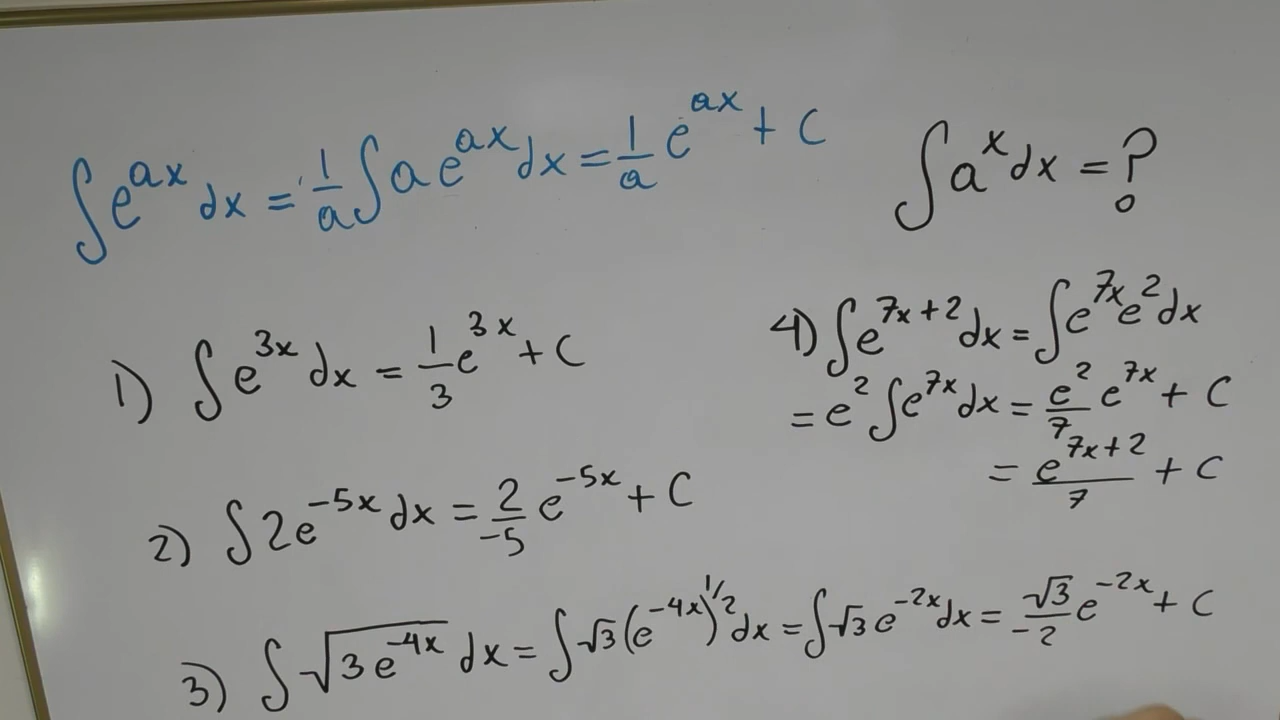 ∫e^{ax} dx = 1/a ∫a e^{ax} dx = 1/a e^{ax} + C
∫a^x dx = ?
1) ∫e^{3x} dx = 1/3 e^{3x} + C
2) ∫2e^{-5x} dx = 2/-5 e^{-5x} + C
3) ∫√(3e^{-4x}) dx = ∫√3 (e^{-4x})^{1/2} dx = ∫√3 e^{-2x} dx = √3/-2 e^{-2x} + C
4) ∫e^{7x+2} dx = ∫e^{7x} e^2 dx
= e^2 ∫e^{7x} dx = e^2/7 e^{7x} + C
= e^{7x+2}/7 + C